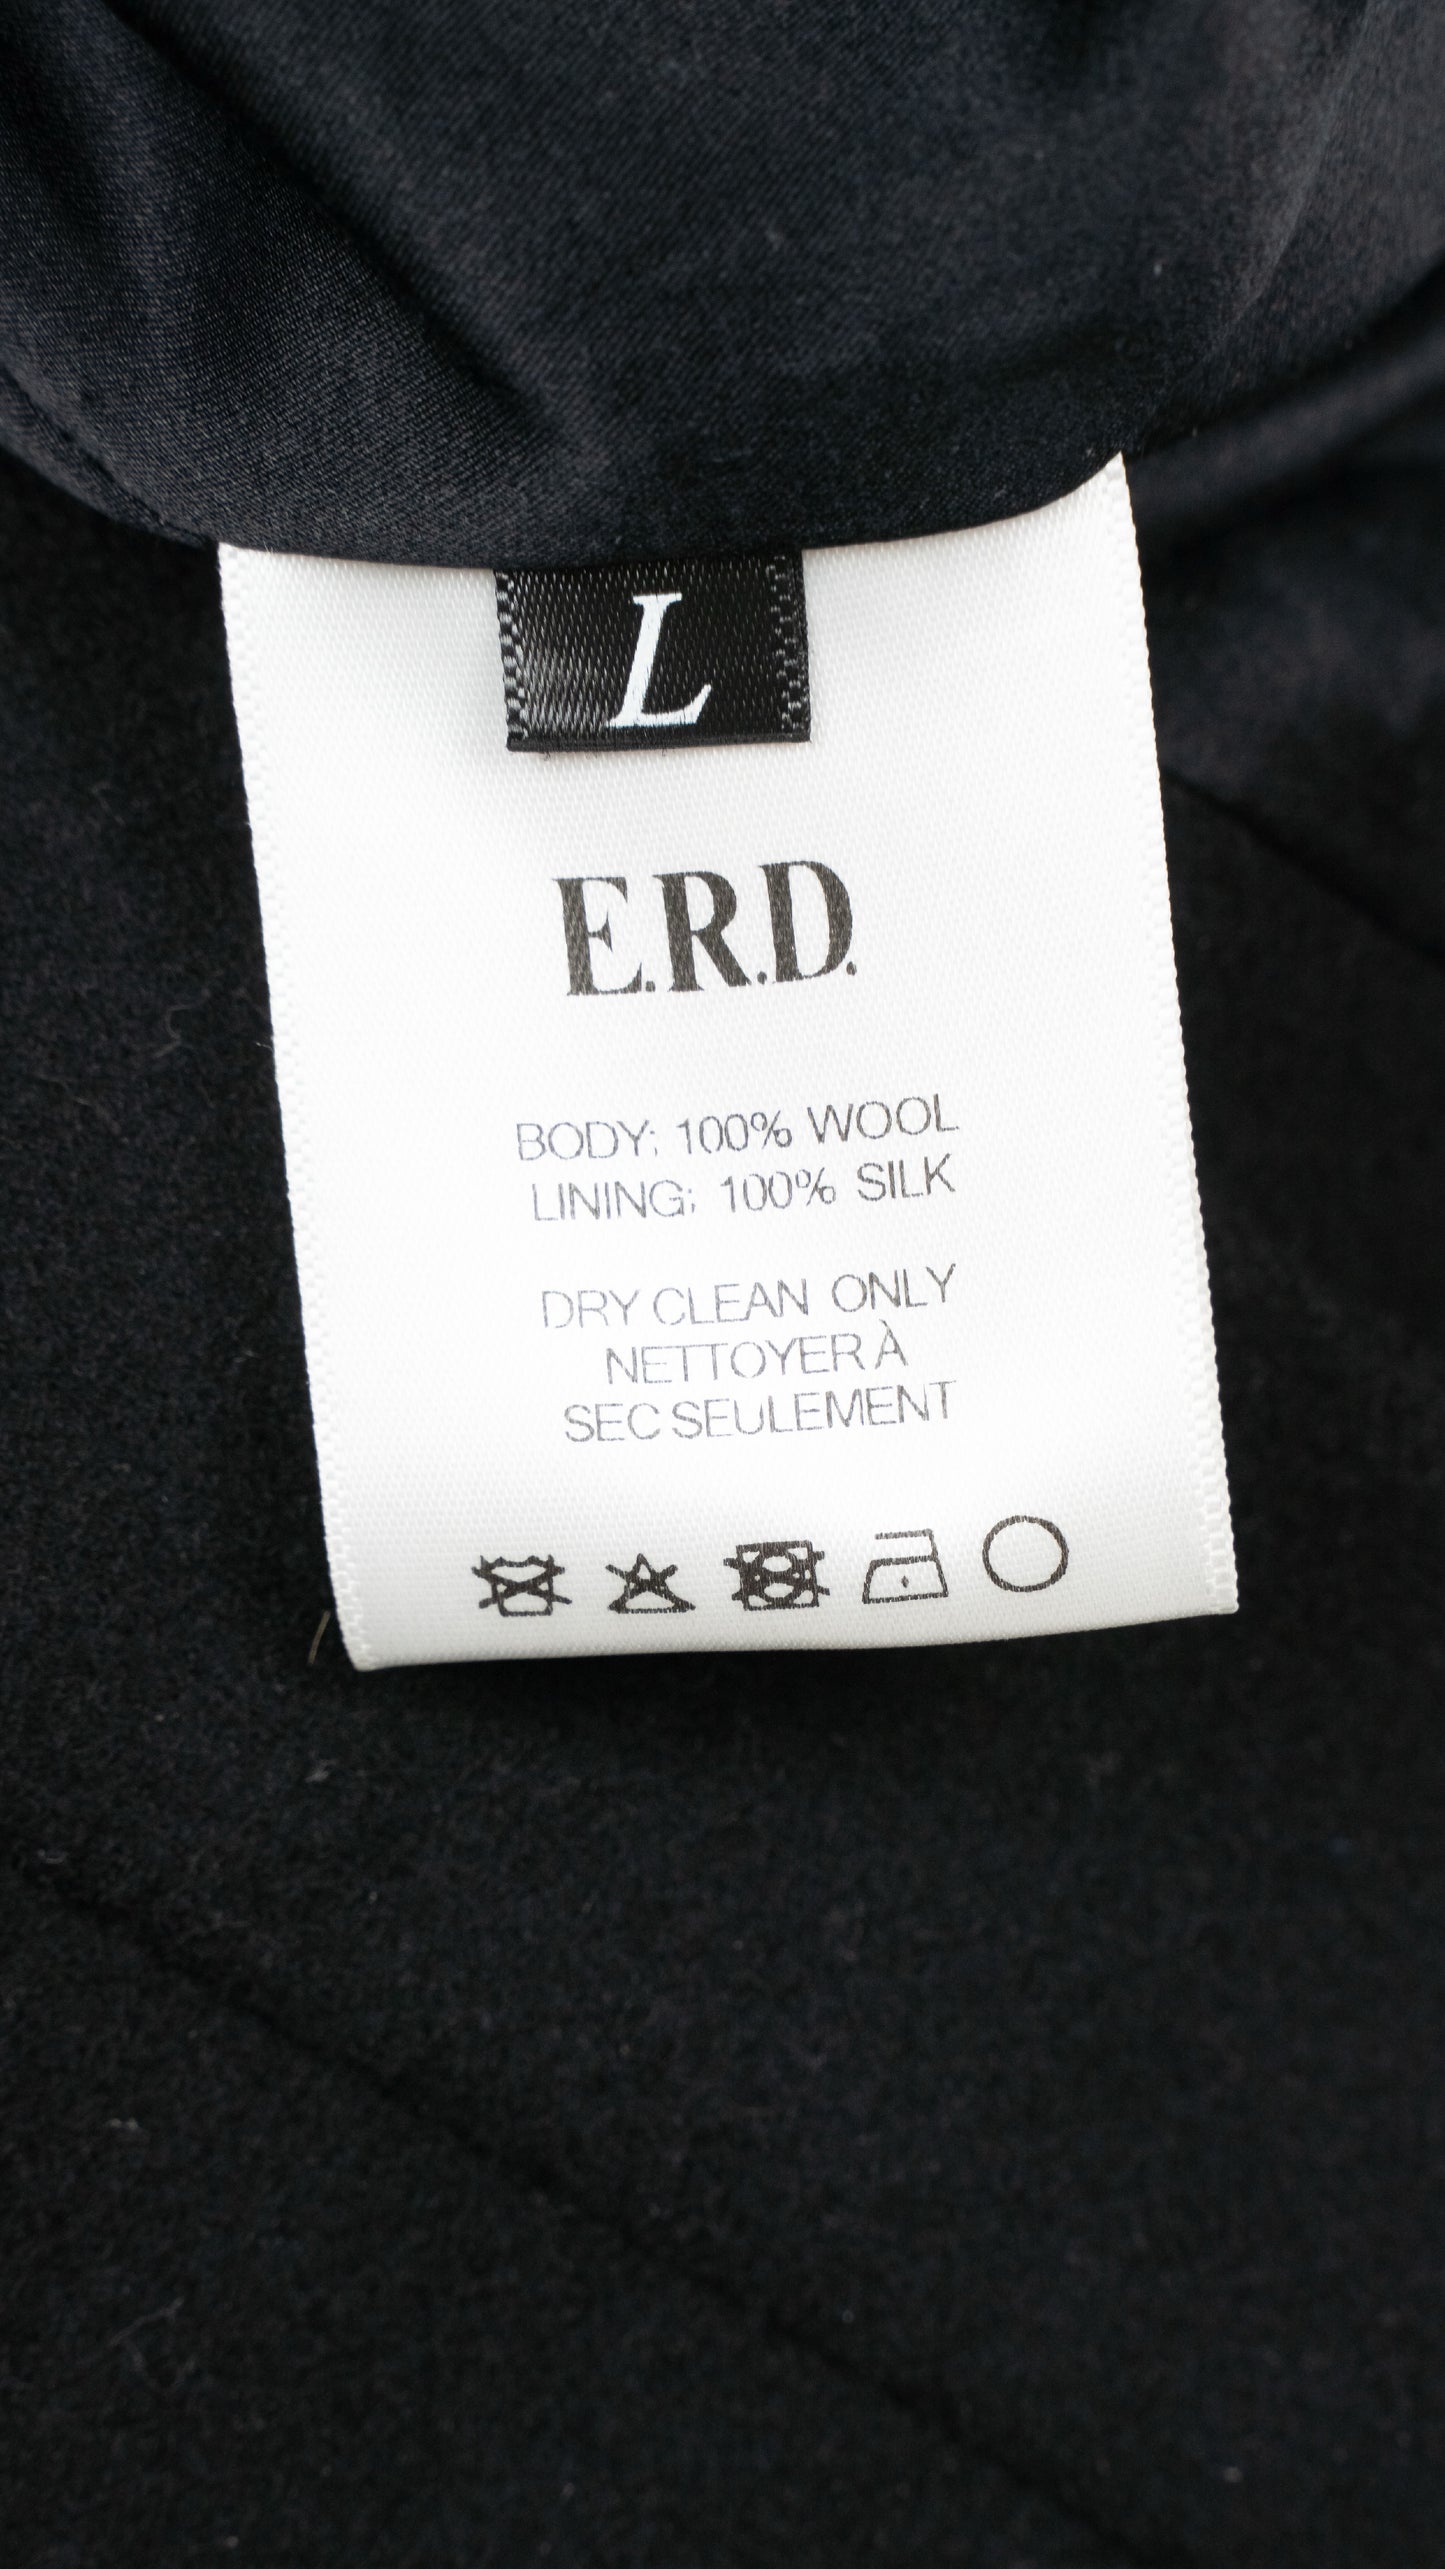 L
E.R.D.
BODY: 100% WOOL
LINING: 100% SILK
DRY CLEAN ONLY
NETTOYER À
SEC SEULEMENT